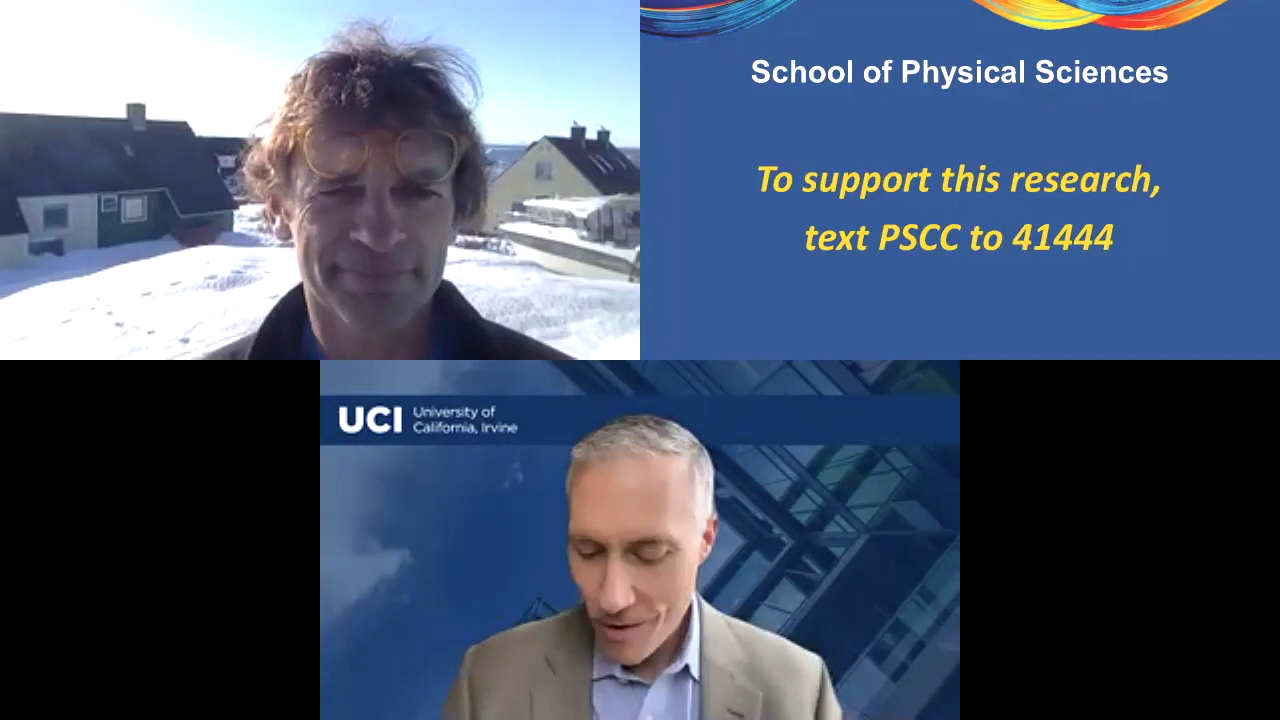 School of Physical Sciences
To support this research,
text PSCC to 41444
UCI
University of
California, Irvine